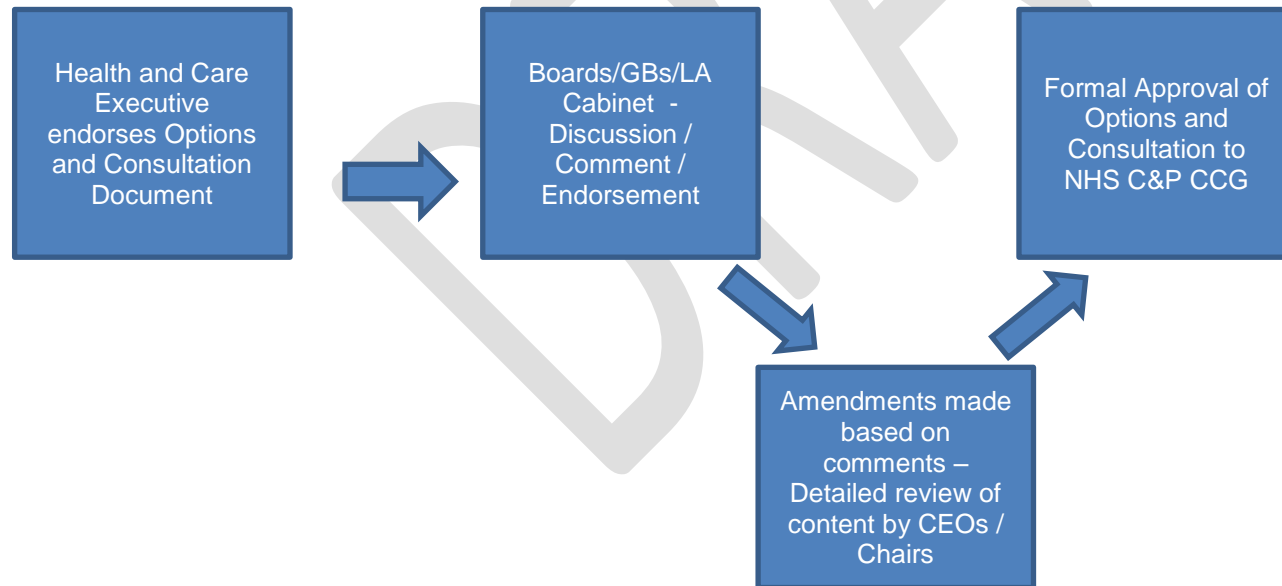 Health and Care
Executive
endorses Options
and Consultation
Document
Boards/GBs/LA
Cabinet -
Discussion /
Comment /
Endorsement
Amendments made
based on
comments –
Detailed review of
content by CEOs /
Chairs
Formal Approval of
Options and
Consultation to
NHS C&P CCG